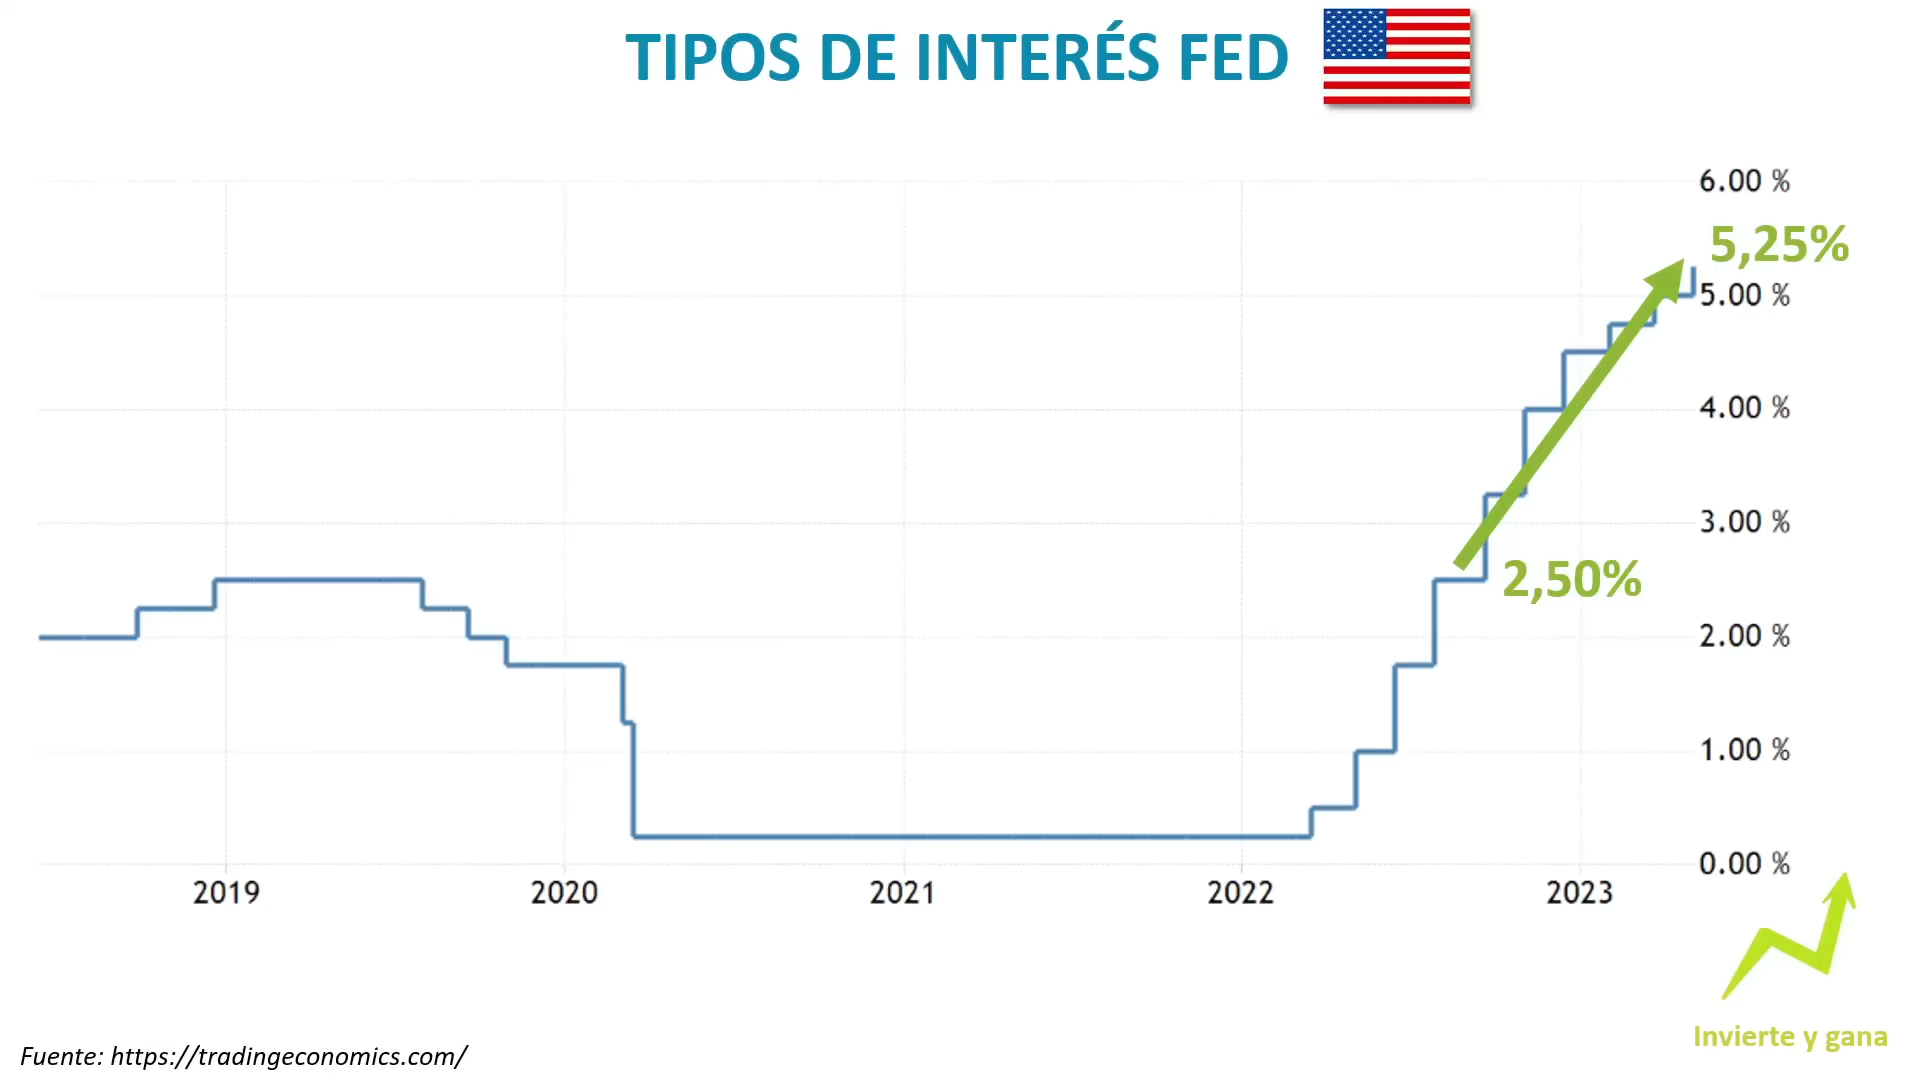 TIPOS DE INTERÉS FED
6.00 %
5,25%
5.00 %
4.00 %
3.00 %
2,50%
2.00 %
1.00 %
0.00 %
2019 2020 2021 2022 2023
Invierte y gana
Fuente: https://tradingeconomics.com/